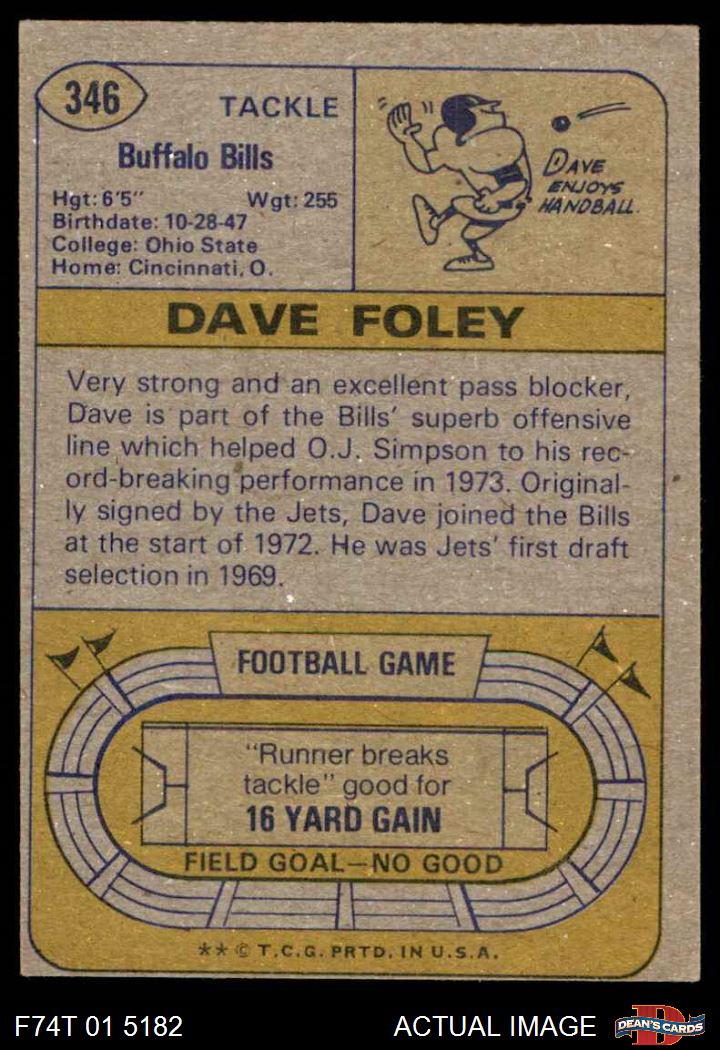 346
TACKLE
Buffalo Bills
Hgt: 6'5" Wgt: 255
Birthdate: 10-28-47
College: Ohio State
Home: Cincinnati, O.
DAVE ENJOYS HANDBALL.
DAVE FOLEY
Very strong and an excellent pass blocker,
Dave is part of the Bills' superb offensive
line which helped O.J. Simpson to his rec-
ord-breaking performance in 1973. Original-
ly signed by the Jets, Dave joined the Bills
at the start of 1972. He was Jets' first draft
selection in 1969.
FOOTBALL GAME
"Runner breaks
tackle" good for
16 YARD GAIN
FIELD GOAL—NO GOOD
** © T.C.G. PRTD. IN U.S.A.
F74T 01 5182
ACTUAL IMAGE
D
DEAN'S CARDS